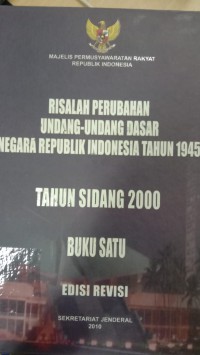 MAJELIS PERMUSYAWARATAN RAKYAT
REPUBLIK INDONESIA
RISALAH PERUBAHAN
UNDANG-UNDANG DASAR
NEGARA REPUBLIK INDONESIA TAHUN 1945
TAHUN SIDANG 2000
BUKU SATU
EDISI REVISI
SEKRETARIAT JENDERAL
2010